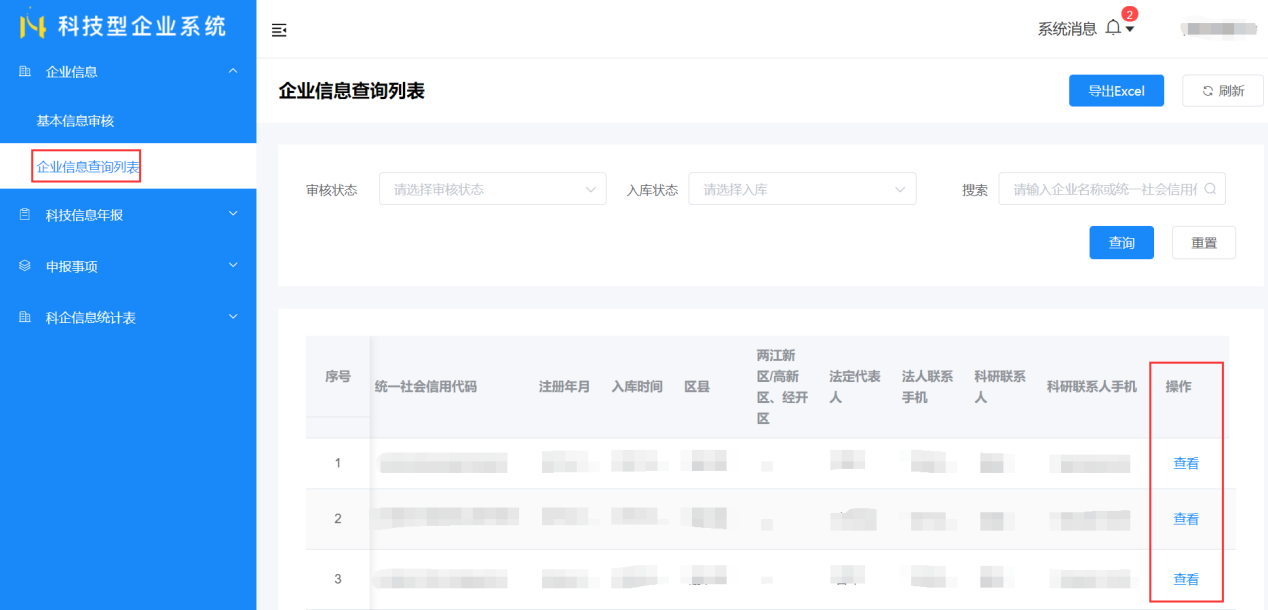 科技型企业系统
系统消息
2
企业信息
基本信息审核
企业信息查询列表
科技信息年报
申报事项
科企信息统计表
企业信息查询列表
导出Excel
刷新
审核状态
请选择审核状态
入库状态
请选择入库
搜索
请输入企业名称或统一社会信用
查询
重置
序号
统一社会信用代码
注册年月
入库时间
区县
两江新
区/高新
区、经开
区
法定代表
人
法人联系
手机
科研联系
人
科研联系人手机
操作
1
查看
2
查看
3
查看